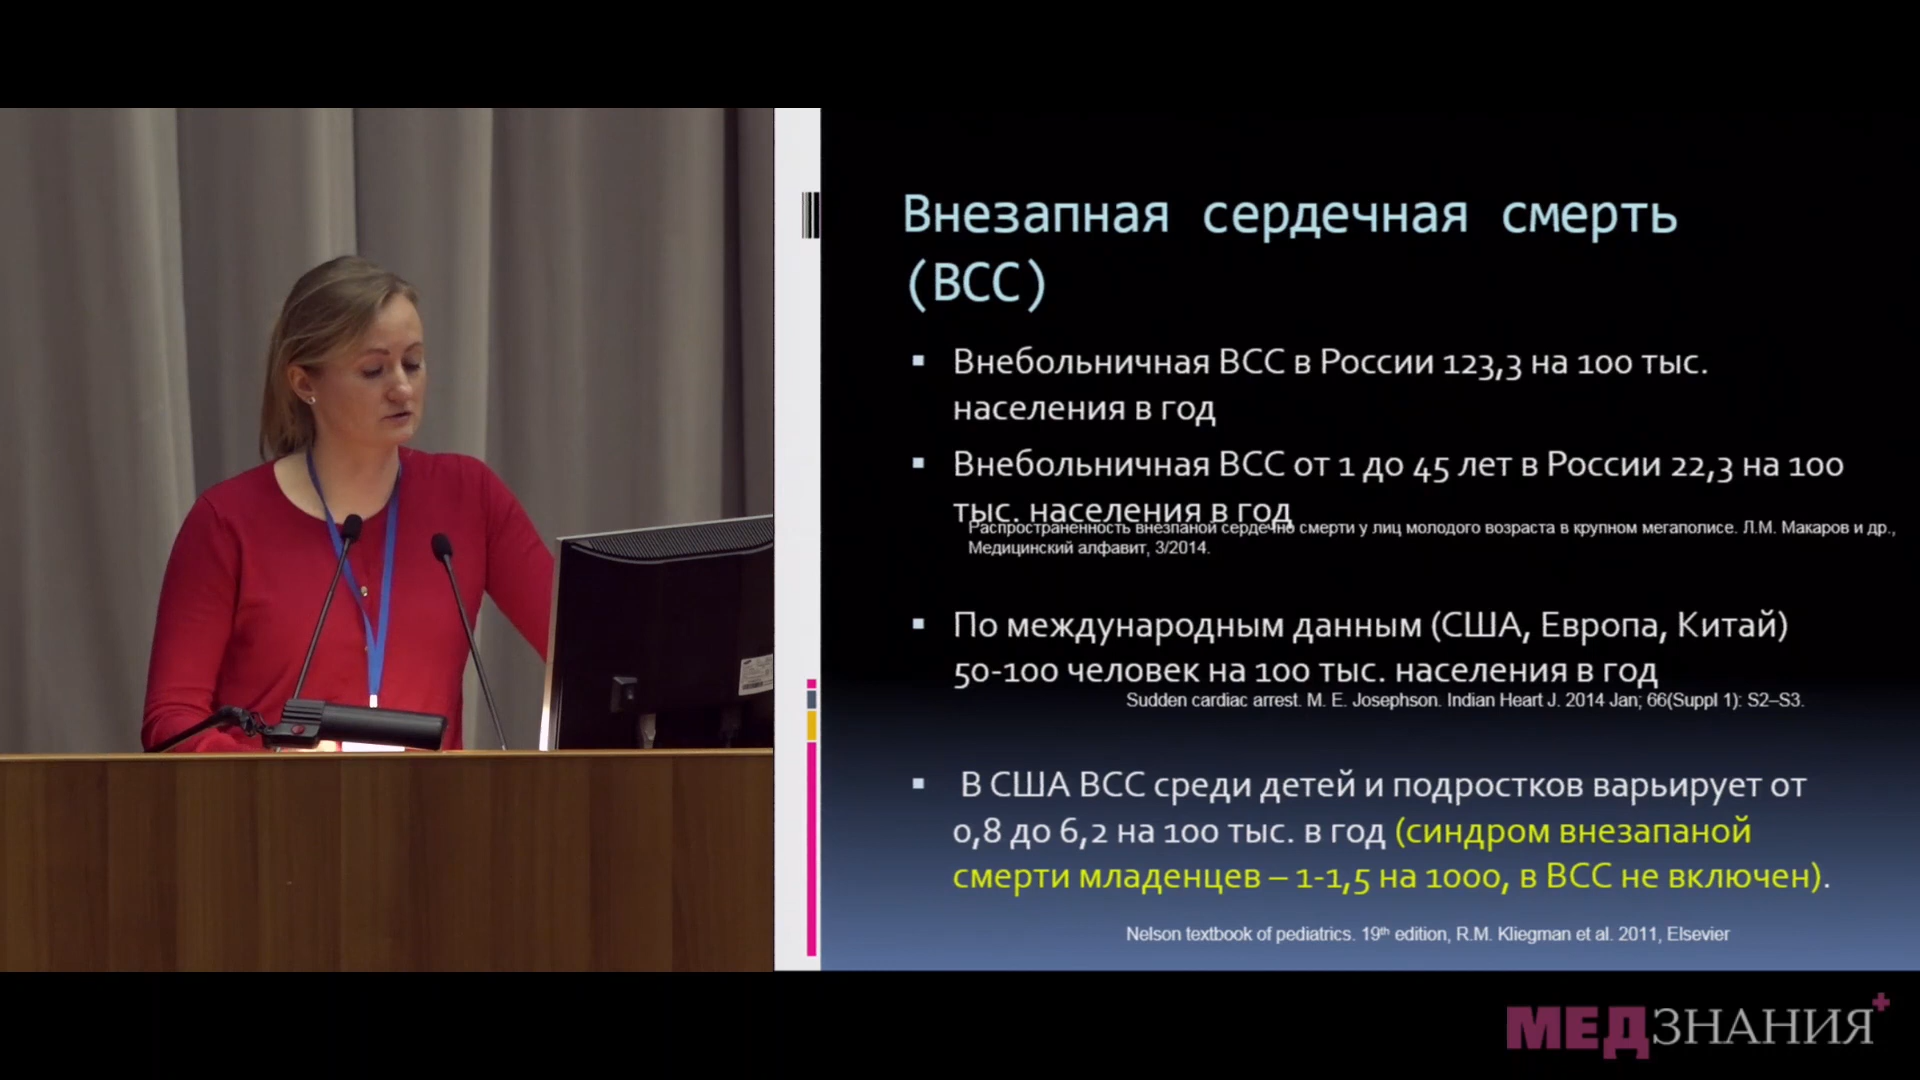 Внезапная сердечная смерть
(ВСС)
Внебольничная ВСС в России 123,3 на 100 тыс.
населения в год
Внебольничная ВСС от 1 до 45 лет в России 22,3 на 100
тыс. населения в год
Распространенность внезпаной сердечно смерти у лиц молодого возраста в крупном мегаполисе. Л.М. Макаров и др.,
Медицинский алфавит, 3/2014.
По международным данным (США, Европа, Китай)
50-100 человек на 100 тыс. населения в год
Sudden cardiac arrest. M. E. Josephson. Indian Heart J. 2014 Jan; 66(Suppl 1): S2–S3.
В США ВСС среди детей и подростков варьирует от
0,8 до 6,2 на 100 тыс. в год (синдром внезапаной
смерти младенцев – 1-1,5 на 1000, в ВСС не включен).
Nelson textbook of pediatrics. 19th edition, R.M. Kliegman et al. 2011, Elsevier
МЕДЗНАНИЯ+